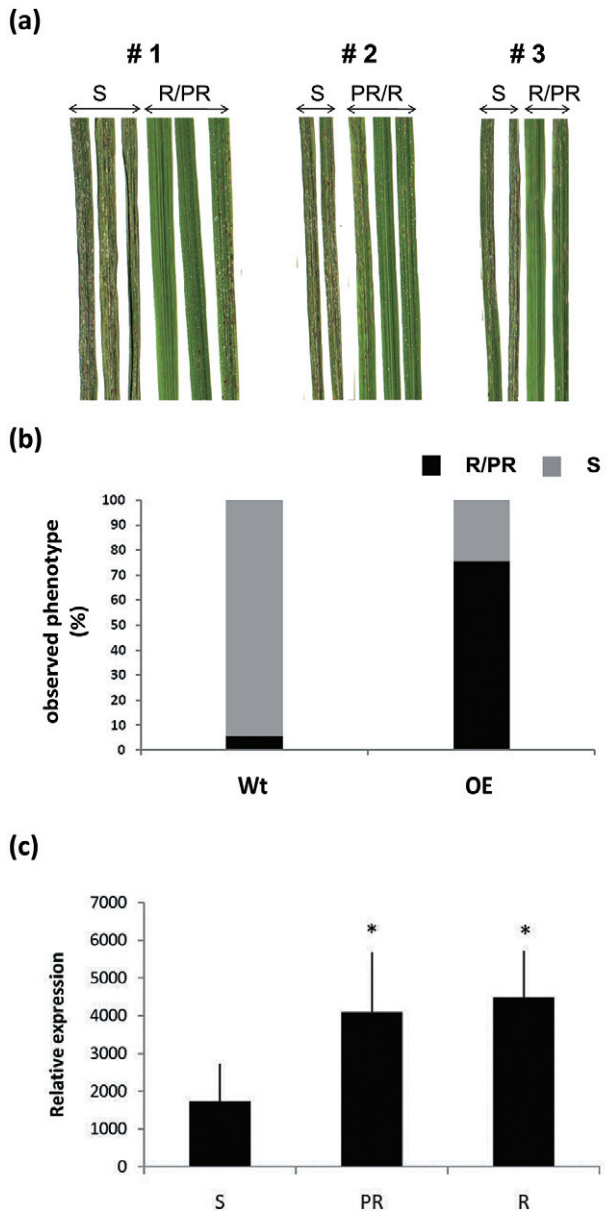 (a)
# 1 # 2 # 3
S R/PR S PR/R S R/PR
(b)
R/PR S
100
90
80
70
60
50
40
30
20
10
0
observed phenotype
(%)
Wt OE
(c)
7000
6000
5000
4000
3000
2000
1000
0
Relative expression
* *
S PR R